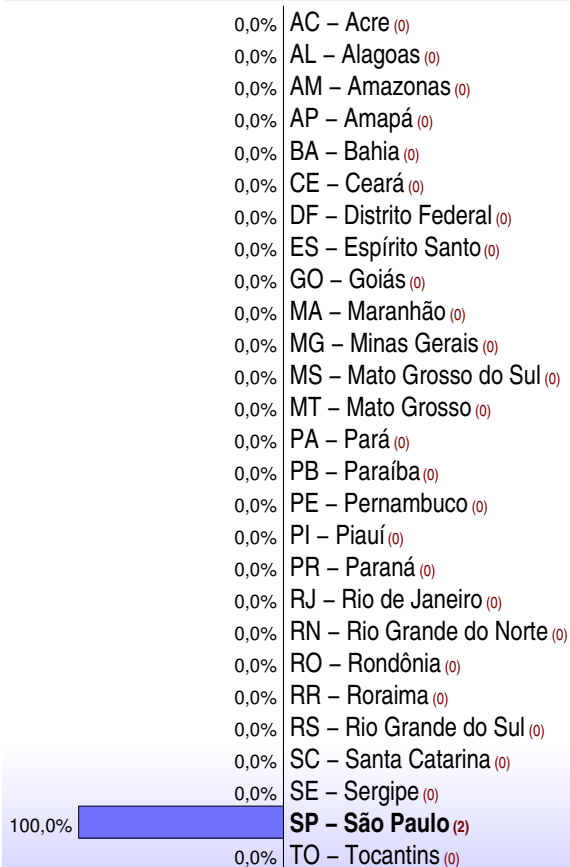 0,0% AC – Acre (0)
0,0% AL – Alagoas (0)
0,0% AM – Amazonas (0)
0,0% AP – Amapá (0)
0,0% BA – Bahia (0)
0,0% CE – Ceará (0)
0,0% DF – Distrito Federal (0)
0,0% ES – Espírito Santo (0)
0,0% GO – Goiás (0)
0,0% MA – Maranhão (0)
0,0% MG – Minas Gerais (0)
0,0% MS – Mato Grosso do Sul (0)
0,0% MT – Mato Grosso (0)
0,0% PA – Pará (0)
0,0% PB – Paraíba (0)
0,0% PE – Pernambuco (0)
0,0% PI – Piauí (0)
0,0% PR – Paraná (0)
0,0% RJ – Rio de Janeiro (0)
0,0% RN – Rio Grande do Norte (0)
0,0% RO – Rondônia (0)
0,0% RR – Roraima (0)
0,0% RS – Rio Grande do Sul (0)
0,0% SC – Santa Catarina (0)
0,0% SE – Sergipe (0)
100,0% SP – São Paulo (2)
0,0% TO – Tocantins (0)